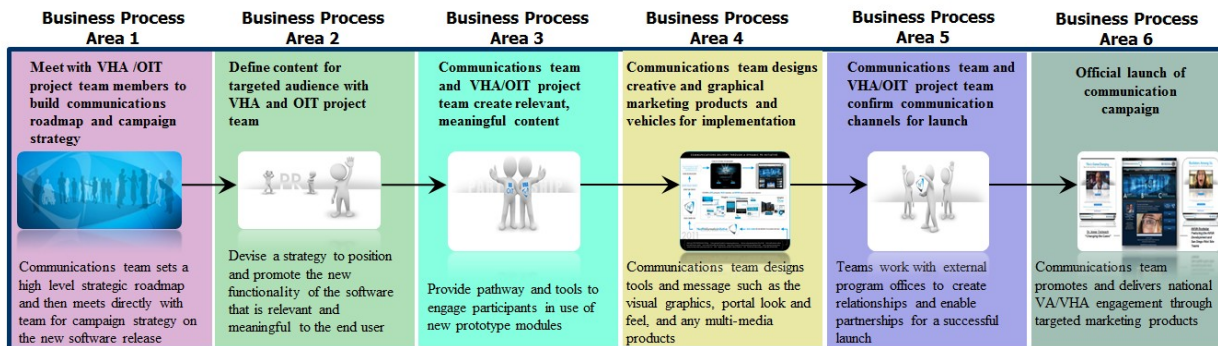 Business Process
Area 1
Meet with VHA /OIT
project team members to
build communications
roadmap and campaign
strategy
Communications team sets a
high level strategic roadmap
and then meets directly with
team for campaign strategy on
the new software release
Business Process
Area 2
Define content for
targeted audience with
VHA and OIT project
team
PR
Devise a strategy to position
and promote the new
functionality of the software
that is relevant and
meaningful to the end user
Business Process
Area 3
Communications team
and VHA/OIT project
team create relevant,
meaningful content
Provide pathway and tools to
engage participants in use of
new prototype modules
Business Process
Area 4
Communications team designs
creative and graphical
marketing products and
vehicles for implementation
2011
Communications team designs
tools and message such as the
visual graphics, portal look and
feel, and any multi-media
products
Business Process
Area 5
Communications team and
VHA/OIT project team
confirm communication
channels for launch
Teams work with external
program offices to create
relationships and enable
partnerships for a successful
launch
Business Process
Area 6
Official launch of
communication
campaign
Communications team
promotes and delivers national
VA/VHA engagement through
targeted marketing products